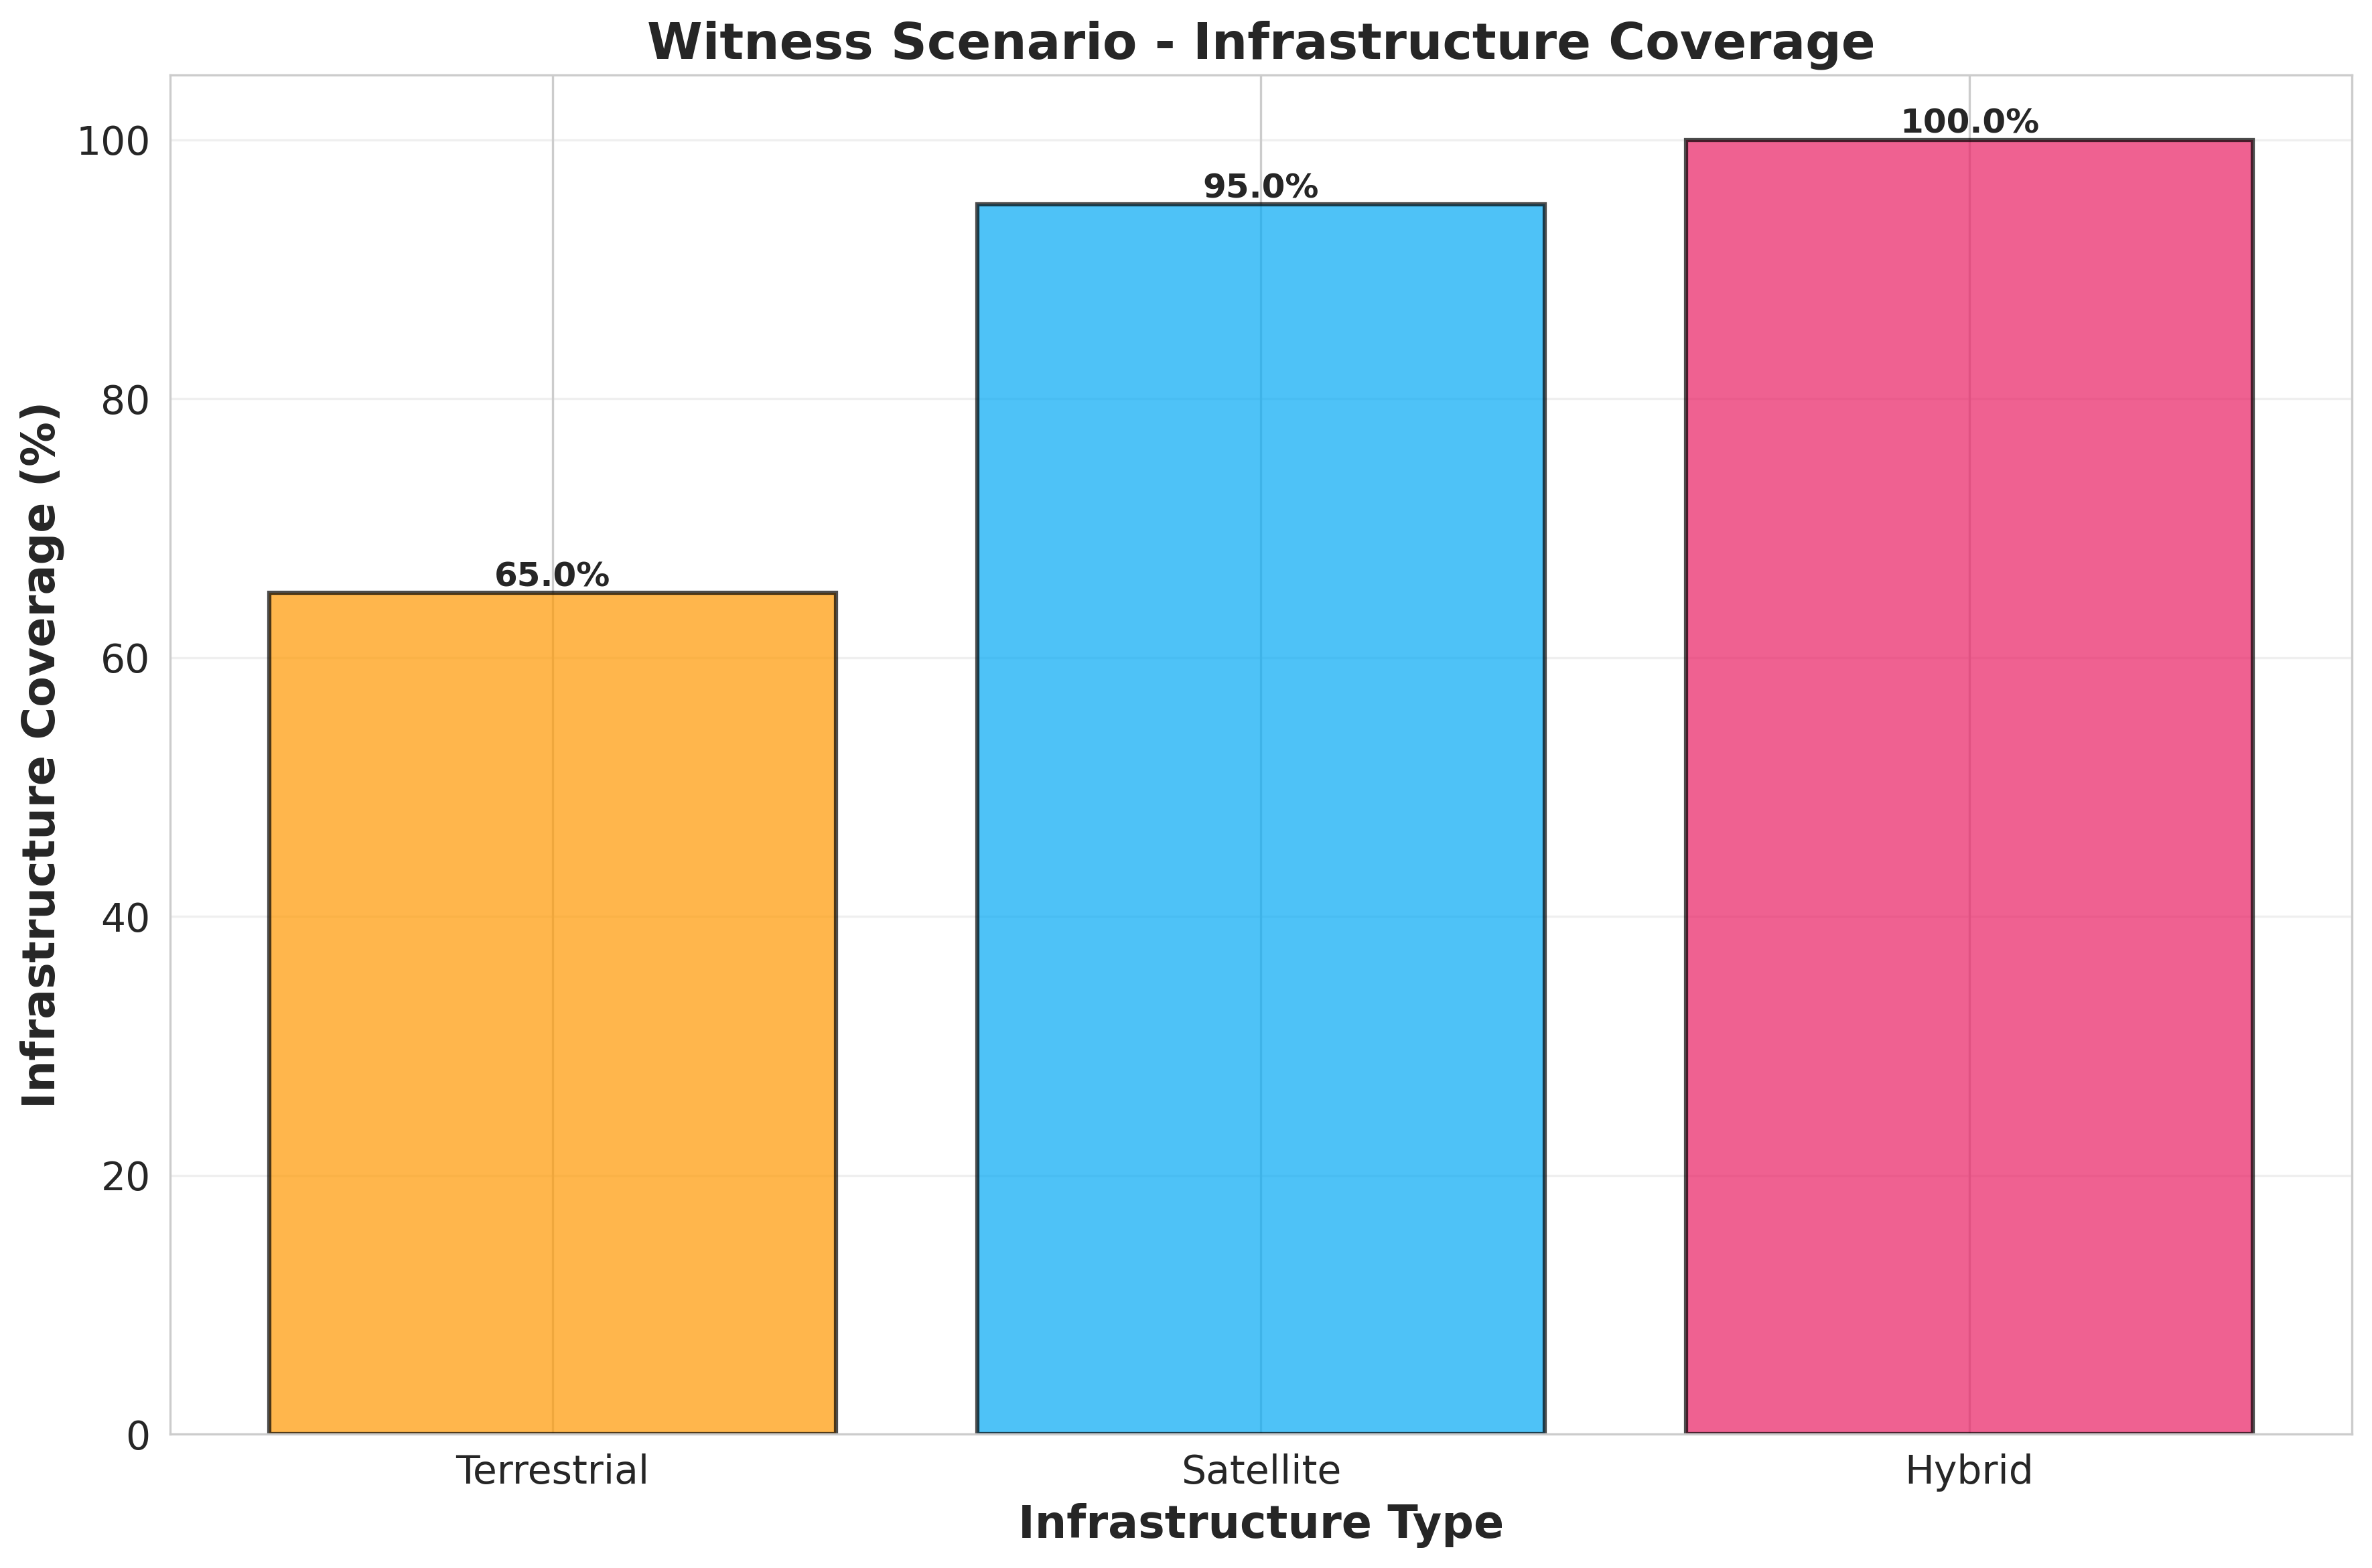 Witness Scenario - Infrastructure Coverage
Infrastructure Coverage (%)
100
80
60
40
20
0
65.0%
95.0%
100.0%
Terrestrial
Satellite
Hybrid
Infrastructure Type